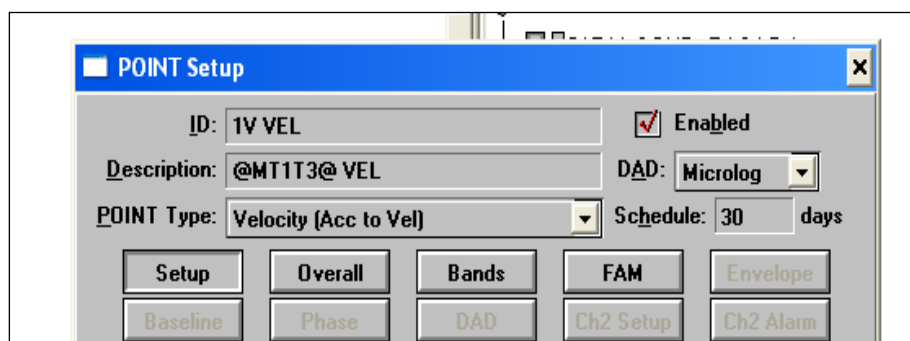 POINT Setup
ID: 1V VEL Enabled
Description: @MT1T3@ VEL DAD: Microlog
POINT Type: Velocity (Acc to Vel) Schedule: 30 days
Setup Overall Bands FAM Envelope
Baseline Phase DAD Ch2 Setup Ch2 Alarm